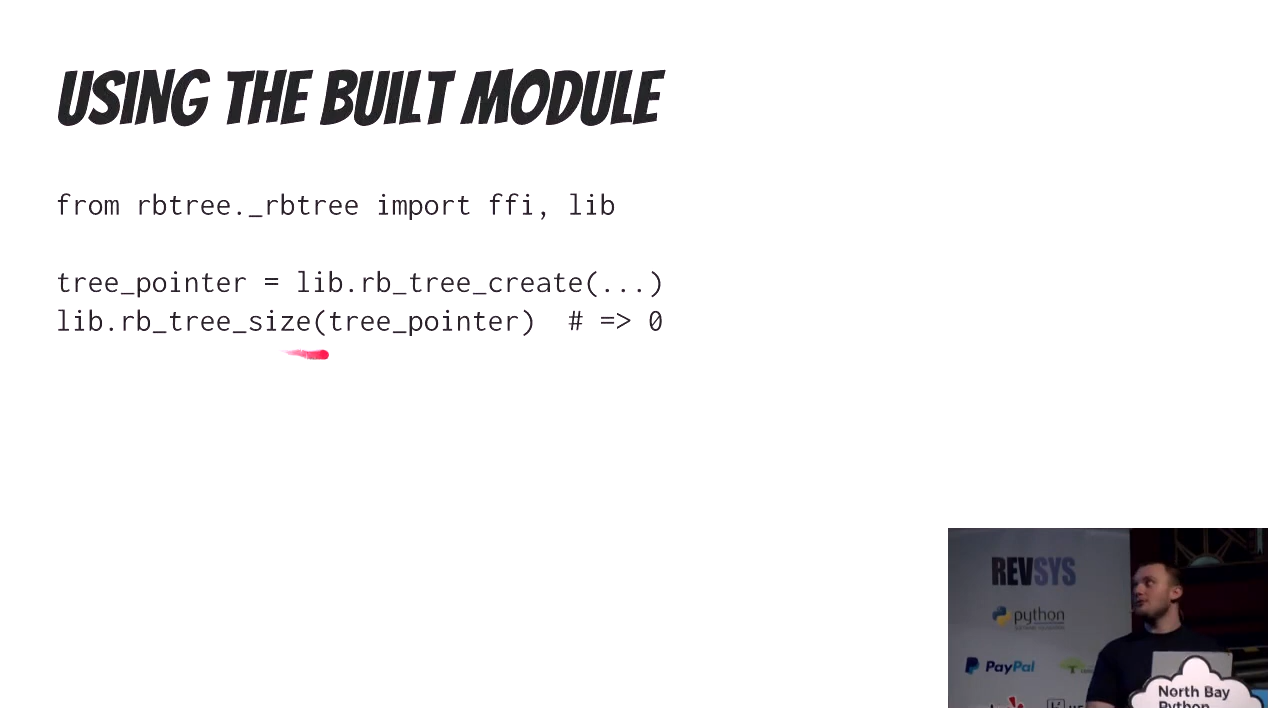 USING THE BUILT MODULE
from rbtree._rbtree import ffi, lib
tree_pointer = lib.rb_tree_create(...)
lib.rb_tree_size(tree_pointer)  # => 0
REVSYS
python
PayPal
North Bay
Python